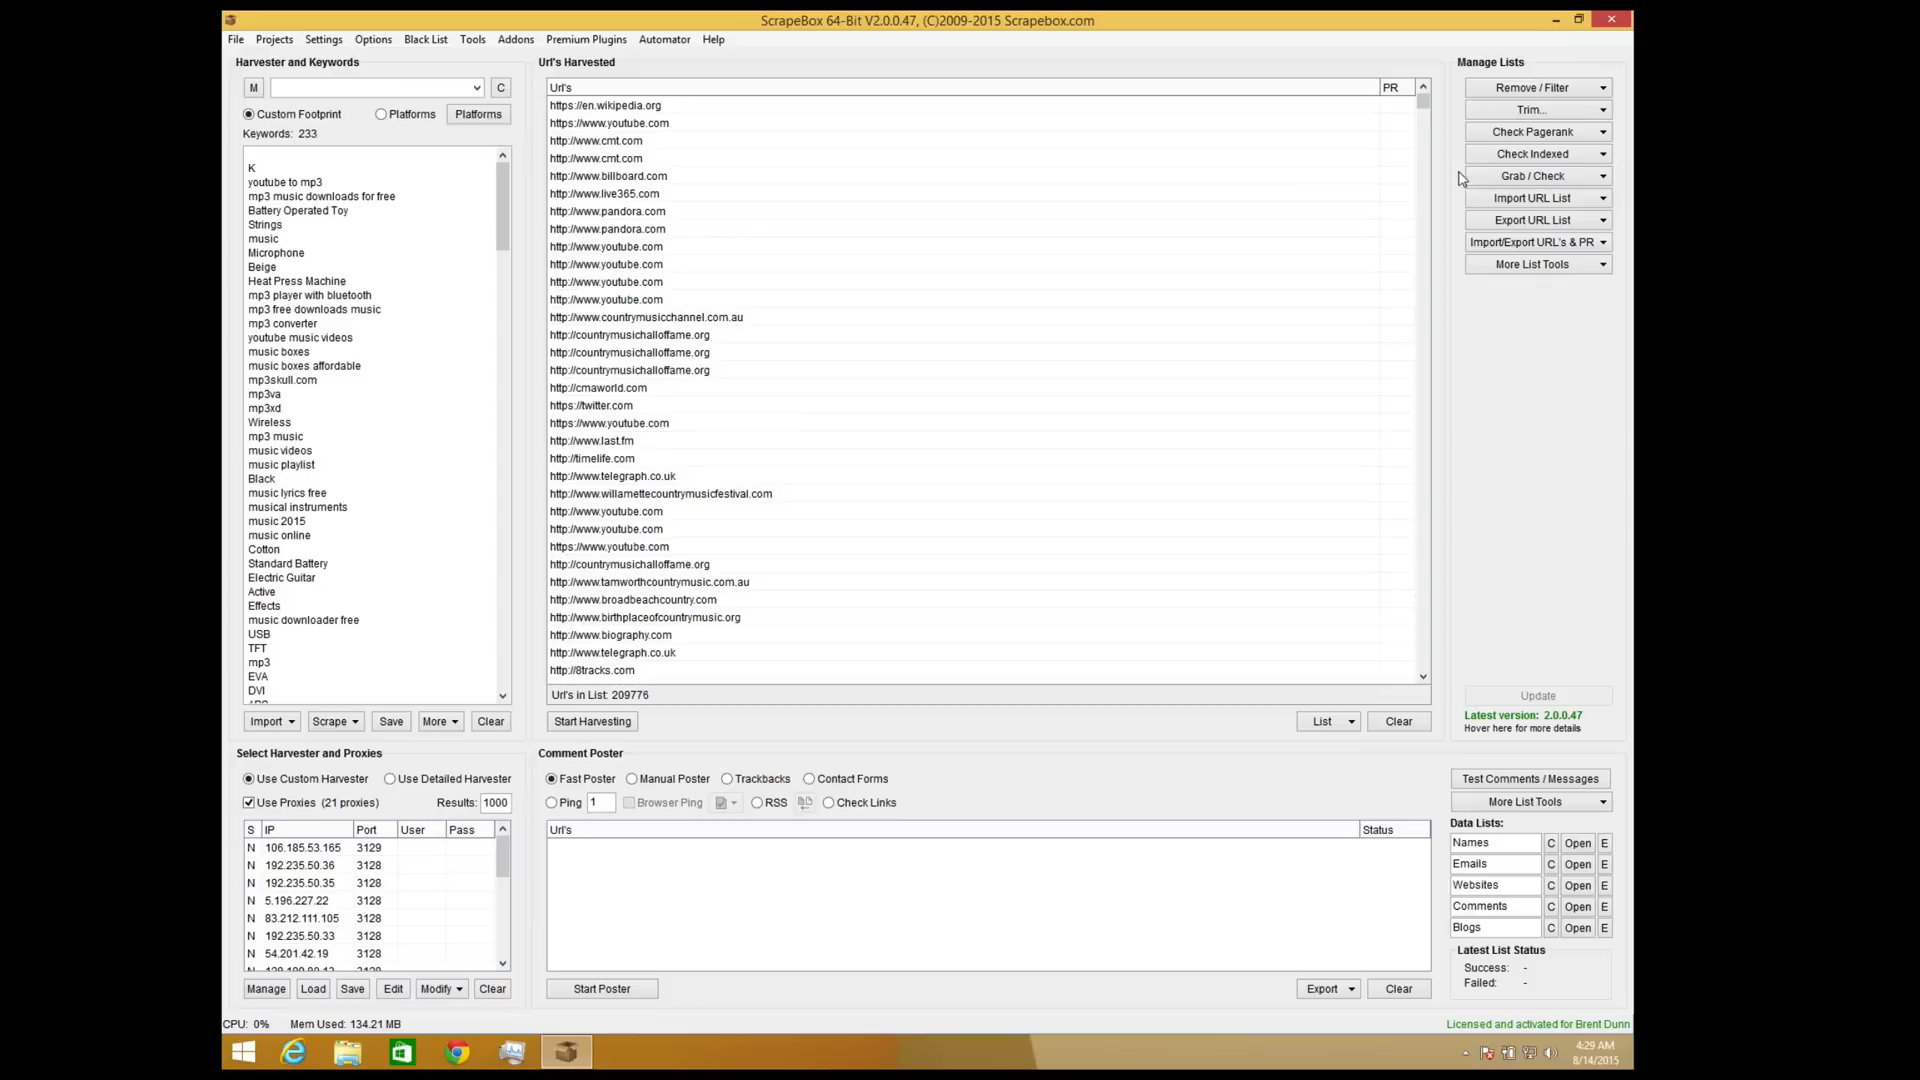 ScrapeBox 64-Bit V2.0.0.47, (C)2009-2015 Scrapebox.com
File Projects Settings Options Black List Tools Addons Premium Plugins Automator Help
Harvester and Keywords
M C
Custom Footprint Platforms Platforms
Keywords: 233
K
youtube to mp3
mp3 music downloads for free
Battery Operated Toy
Strings
music
Microphone
Beige
Heat Press Machine
mp3 player with bluetooth
mp3 free downloads music
mp3 converter
youtube music videos
music boxes
music boxes affordable
mp3skull.com
mp3va
mp3xd
Wireless
mp3 music
music videos
music playlist
Black
music lyrics free
musical instruments
music 2015
music online
Cotton
Standard Battery
Electric Guitar
Active
Effects
music downloader free
USB
TFT
mp3
EVA
DVI
Import Scrape Save More Clear
Url's Harvested
Url's PR
https://en.wikipedia.org
https://www.youtube.com
http://www.cmt.com
http://www.cmt.com
http://www.billboard.com
http://www.live365.com
http://www.pandora.com
http://www.pandora.com
http://www.youtube.com
http://www.youtube.com
http://www.youtube.com
http://www.youtube.com
http://www.countrymusicchannel.com.au
http://countrymusichalloffame.org
http://countrymusichalloffame.org
http://countrymusichalloffame.org
http://cmaworld.com
https://twitter.com
https://www.youtube.com
http://www.last.fm
http://timelife.com
http://www.telegraph.co.uk
http://www.willamettecountrymusicfestival.com
http://www.youtube.com
http://www.youtube.com
https://www.youtube.com
http://countrymusichalloffame.org
http://www.tamworthcountrymusic.com.au
http://www.broadbeachcountry.com
http://www.birthplaceofcountrymusic.org
http://www.biography.com
http://www.telegraph.co.uk
http://8tracks.com
Url's in List: 209776
Start Harvesting List Clear
Manage Lists
Remove / Filter
Trim...
Check Pagerank
Check Indexed
Grab / Check
Import URL List
Export URL List
Import/Export URL's & PR
More List Tools
Update
Latest version: 2.0.0.47
Hover here for more details
Select Harvester and Proxies
Use Custom Harvester Use Detailed Harvester
Use Proxies (21 proxies) Results: 1000
S IP Port User Pass
N 106.185.53.165 3129
N 192.235.50.36 3128
N 192.235.50.35 3128
N 5.196.227.22 3128
N 83.212.111.105 3128
N 192.235.50.33 3128
N 54.201.42.19 3128
Manage Load Save Edit Modify Clear
Comment Poster
Fast Poster Manual Poster Trackbacks Contact Forms
Ping 1 Browser Ping RSS Check Links
Url's Status
Start Poster Export Clear
Test Comments / Messages
More List Tools
Data Lists:
Names C Open E
Emails C Open E
Websites C Open E
Comments C Open E
Blogs C Open E
Latest List Status
Success: -
Failed: -
CPU: 0% Mem Used: 134.21 MB
Licensed and activated for Brent Dunn
4:29 AM
8/14/2015